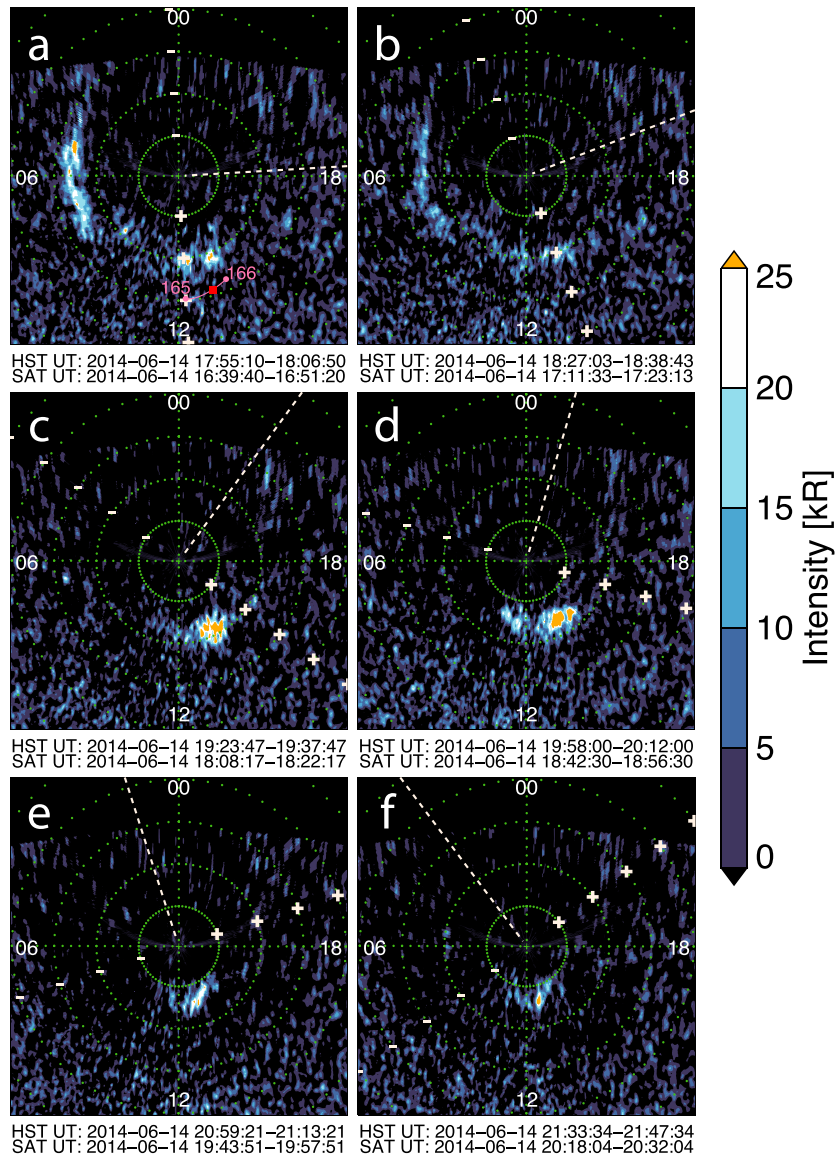 a
00
06
18
165
166
12
HST UT: 2014–06–14 17:55:10–18:06:50
SAT UT: 2014–06–14 16:39:40–16:51:20
b
00
06
18
12
HST UT: 2014–06–14 18:27:03–18:38:43
SAT UT: 2014–06–14 17:11:33–17:23:13
c
00
06
18
12
HST UT: 2014–06–14 19:23:47–19:37:47
SAT UT: 2014–06–14 18:08:17–18:22:17
d
00
06
18
12
HST UT: 2014–06–14 19:58:00–20:12:00
SAT UT: 2014–06–14 18:42:30–18:56:30
e
00
06
18
12
HST UT: 2014–06–14 20:59:21–21:13:21
SAT UT: 2014–06–14 19:43:51–19:57:51
f
00
06
18
12
HST UT: 2014–06–14 21:33:34–21:47:34
SAT UT: 2014–06–14 20:18:04–20:32:04
25
20
15
10
5
0
Intensity [kR]